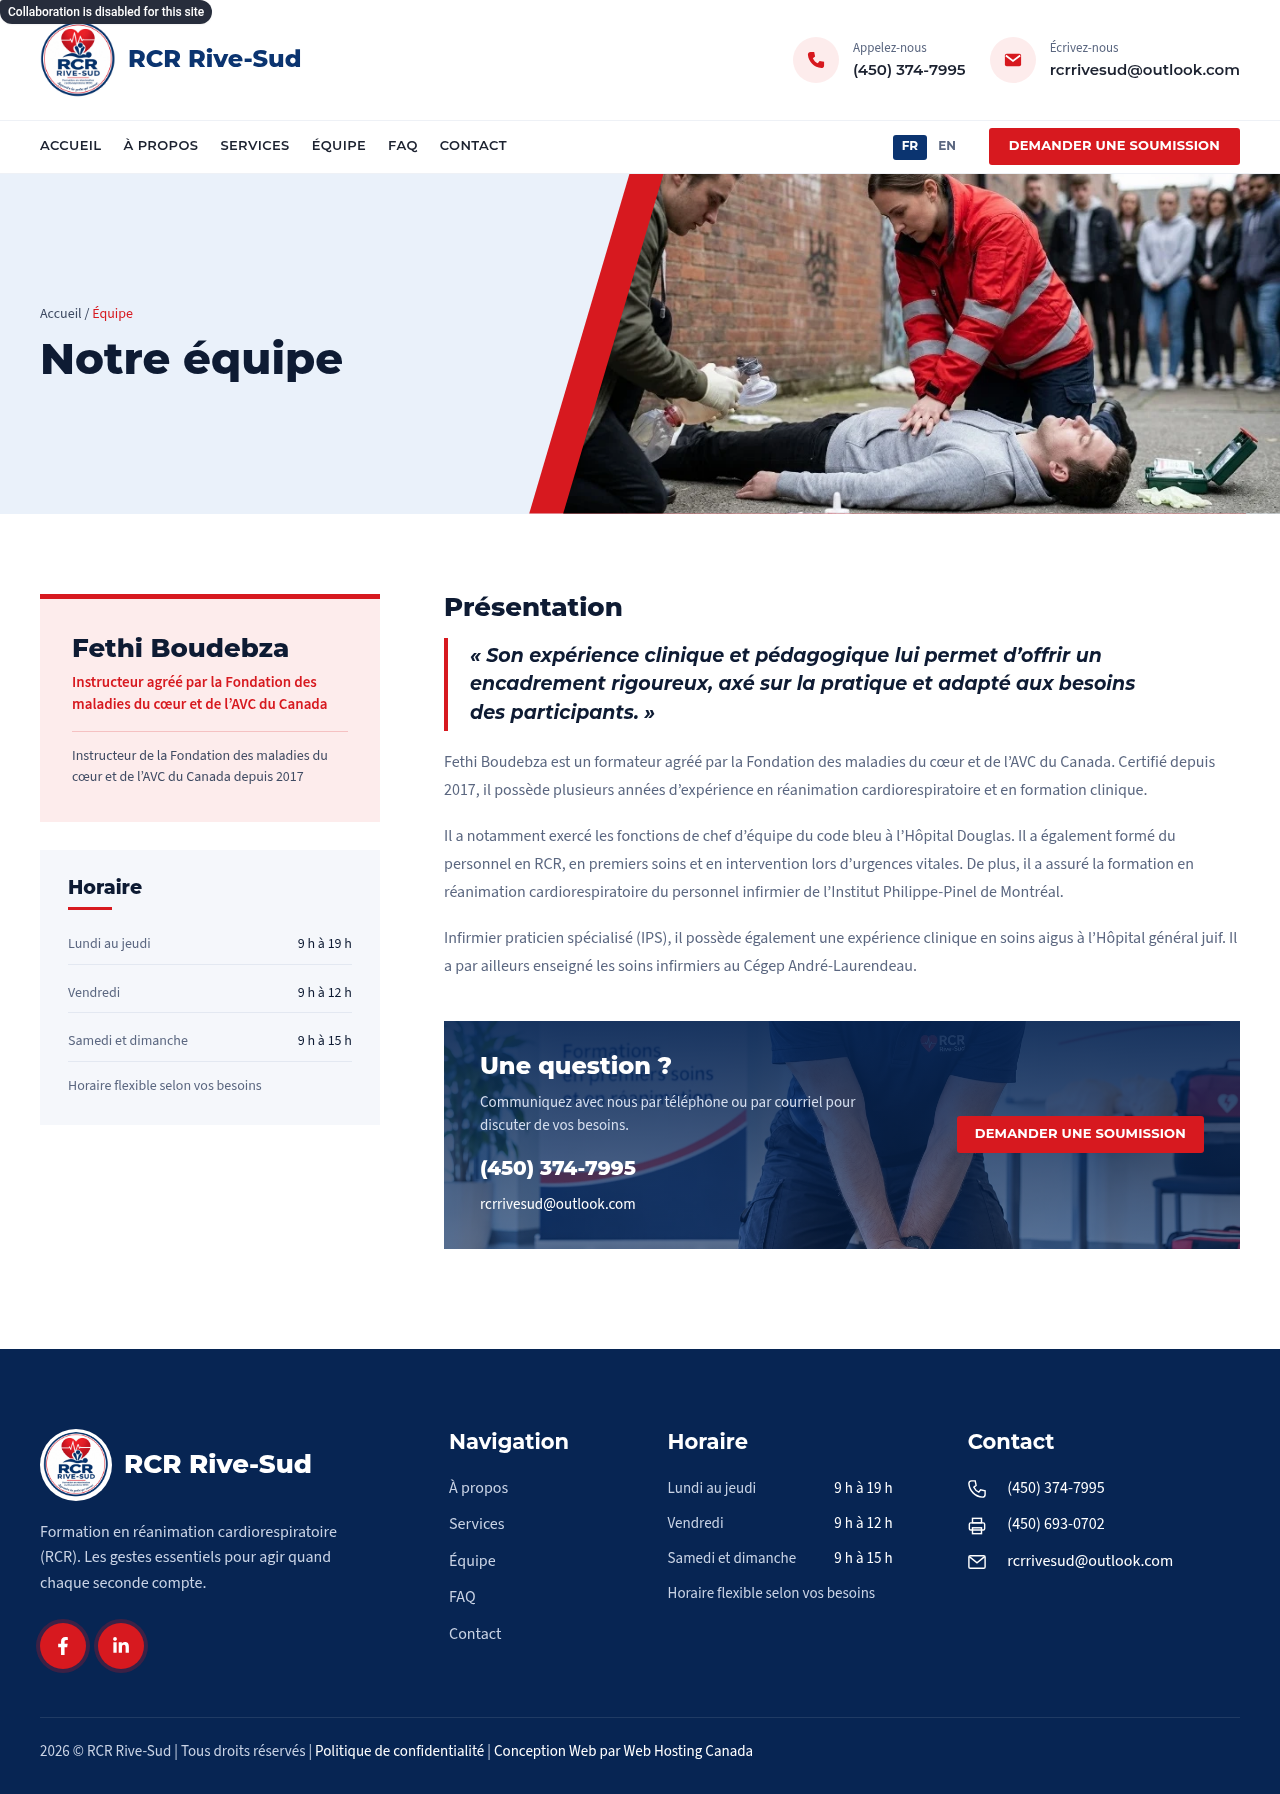 Collaboration is disabled for this site
RCR
RIVE-SUD
RCR Rive-Sud
Appelez-nous
(450) 374-7995
Écrivez-nous
rcrrivesud@outlook.com
ACCUEIL À PROPOS SERVICES ÉQUIPE FAQ CONTACT
FR EN
DEMANDER UNE SOUMISSION
Accueil / Équipe
Notre équipe
Fethi Boudebza
Instructeur agréé par la Fondation des
maladies du cœur et de l’AVC du Canada
Instructeur de la Fondation des maladies du
cœur et de l’AVC du Canada depuis 2017
Horaire
Lundi au jeudi 9 h à 19 h
Vendredi 9 h à 12 h
Samedi et dimanche 9 h à 15 h
Horaire flexible selon vos besoins
Présentation
« Son expérience clinique et pédagogique lui permet d’offrir un
encadrement rigoureux, axé sur la pratique et adapté aux besoins
des participants. »
Fethi Boudebza est un formateur agréé par la Fondation des maladies du cœur et de l’AVC du Canada. Certifié depuis
2017, il possède plusieurs années d’expérience en réanimation cardiorespiratoire et en formation clinique.
Il a notamment exercé les fonctions de chef d’équipe du code bleu à l’Hôpital Douglas. Il a également formé du
personnel en RCR, en premiers soins et en intervention lors d’urgences vitales. De plus, il a assuré la formation en
réanimation cardiorespiratoire du personnel infirmier de l’Institut Philippe-Pinel de Montréal.
Infirmier praticien spécialisé (IPS), il possède également une expérience clinique en soins aigus à l’Hôpital général juif. Il
a par ailleurs enseigné les soins infirmiers au Cégep André-Laurendeau.
Formations
RCR
Une question ?
Communiquez avec nous par téléphone ou par courriel pour
discuter de vos besoins.
(450) 374-7995
rcrrivesud@outlook.com
DEMANDER UNE SOUMISSION
RCR
RIVE-SUD
RCR Rive-Sud
Formation en réanimation cardiorespiratoire
(RCR). Les gestes essentiels pour agir quand
chaque seconde compte.
Navigation
À propos
Services
Équipe
FAQ
Contact
Horaire
Lundi au jeudi 9 h à 19 h
Vendredi 9 h à 12 h
Samedi et dimanche 9 h à 15 h
Horaire flexible selon vos besoins
Contact
(450) 374-7995
(450) 693-0702
rcrrivesud@outlook.com
2026 © RCR Rive-Sud | Tous droits réservés | Politique de confidentialité | Conception Web par Web Hosting Canada